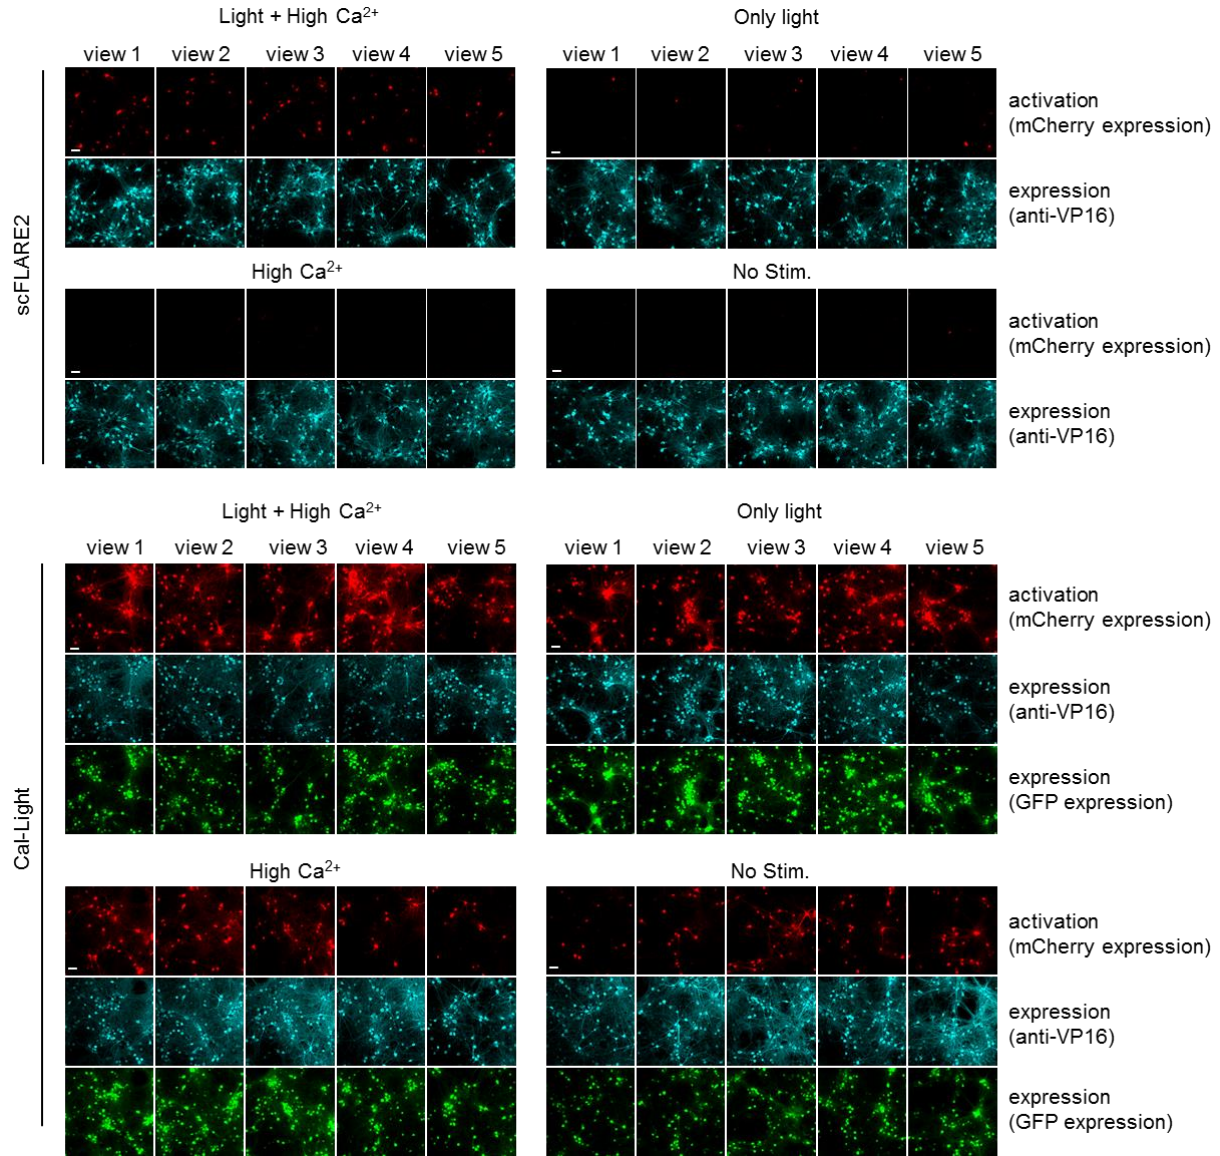 Light + High Ca²⁺ Only light
view 1 view 2 view 3 view 4 view 5 view 1 view 2 view 3 view 4 view 5
activation
(mCherry expression)
expression
(anti-VP16)
scFLARE2
High Ca²⁺ No Stim.
activation
(mCherry expression)
expression
(anti-VP16)
Light + High Ca²⁺ Only light
view 1 view 2 view 3 view 4 view 5 view 1 view 2 view 3 view 4 view 5
activation
(mCherry expression)
expression
(anti-VP16)
expression
(GFP expression)
Cal-Light
High Ca²⁺ No Stim.
activation
(mCherry expression)
expression
(anti-VP16)
expression
(GFP expression)